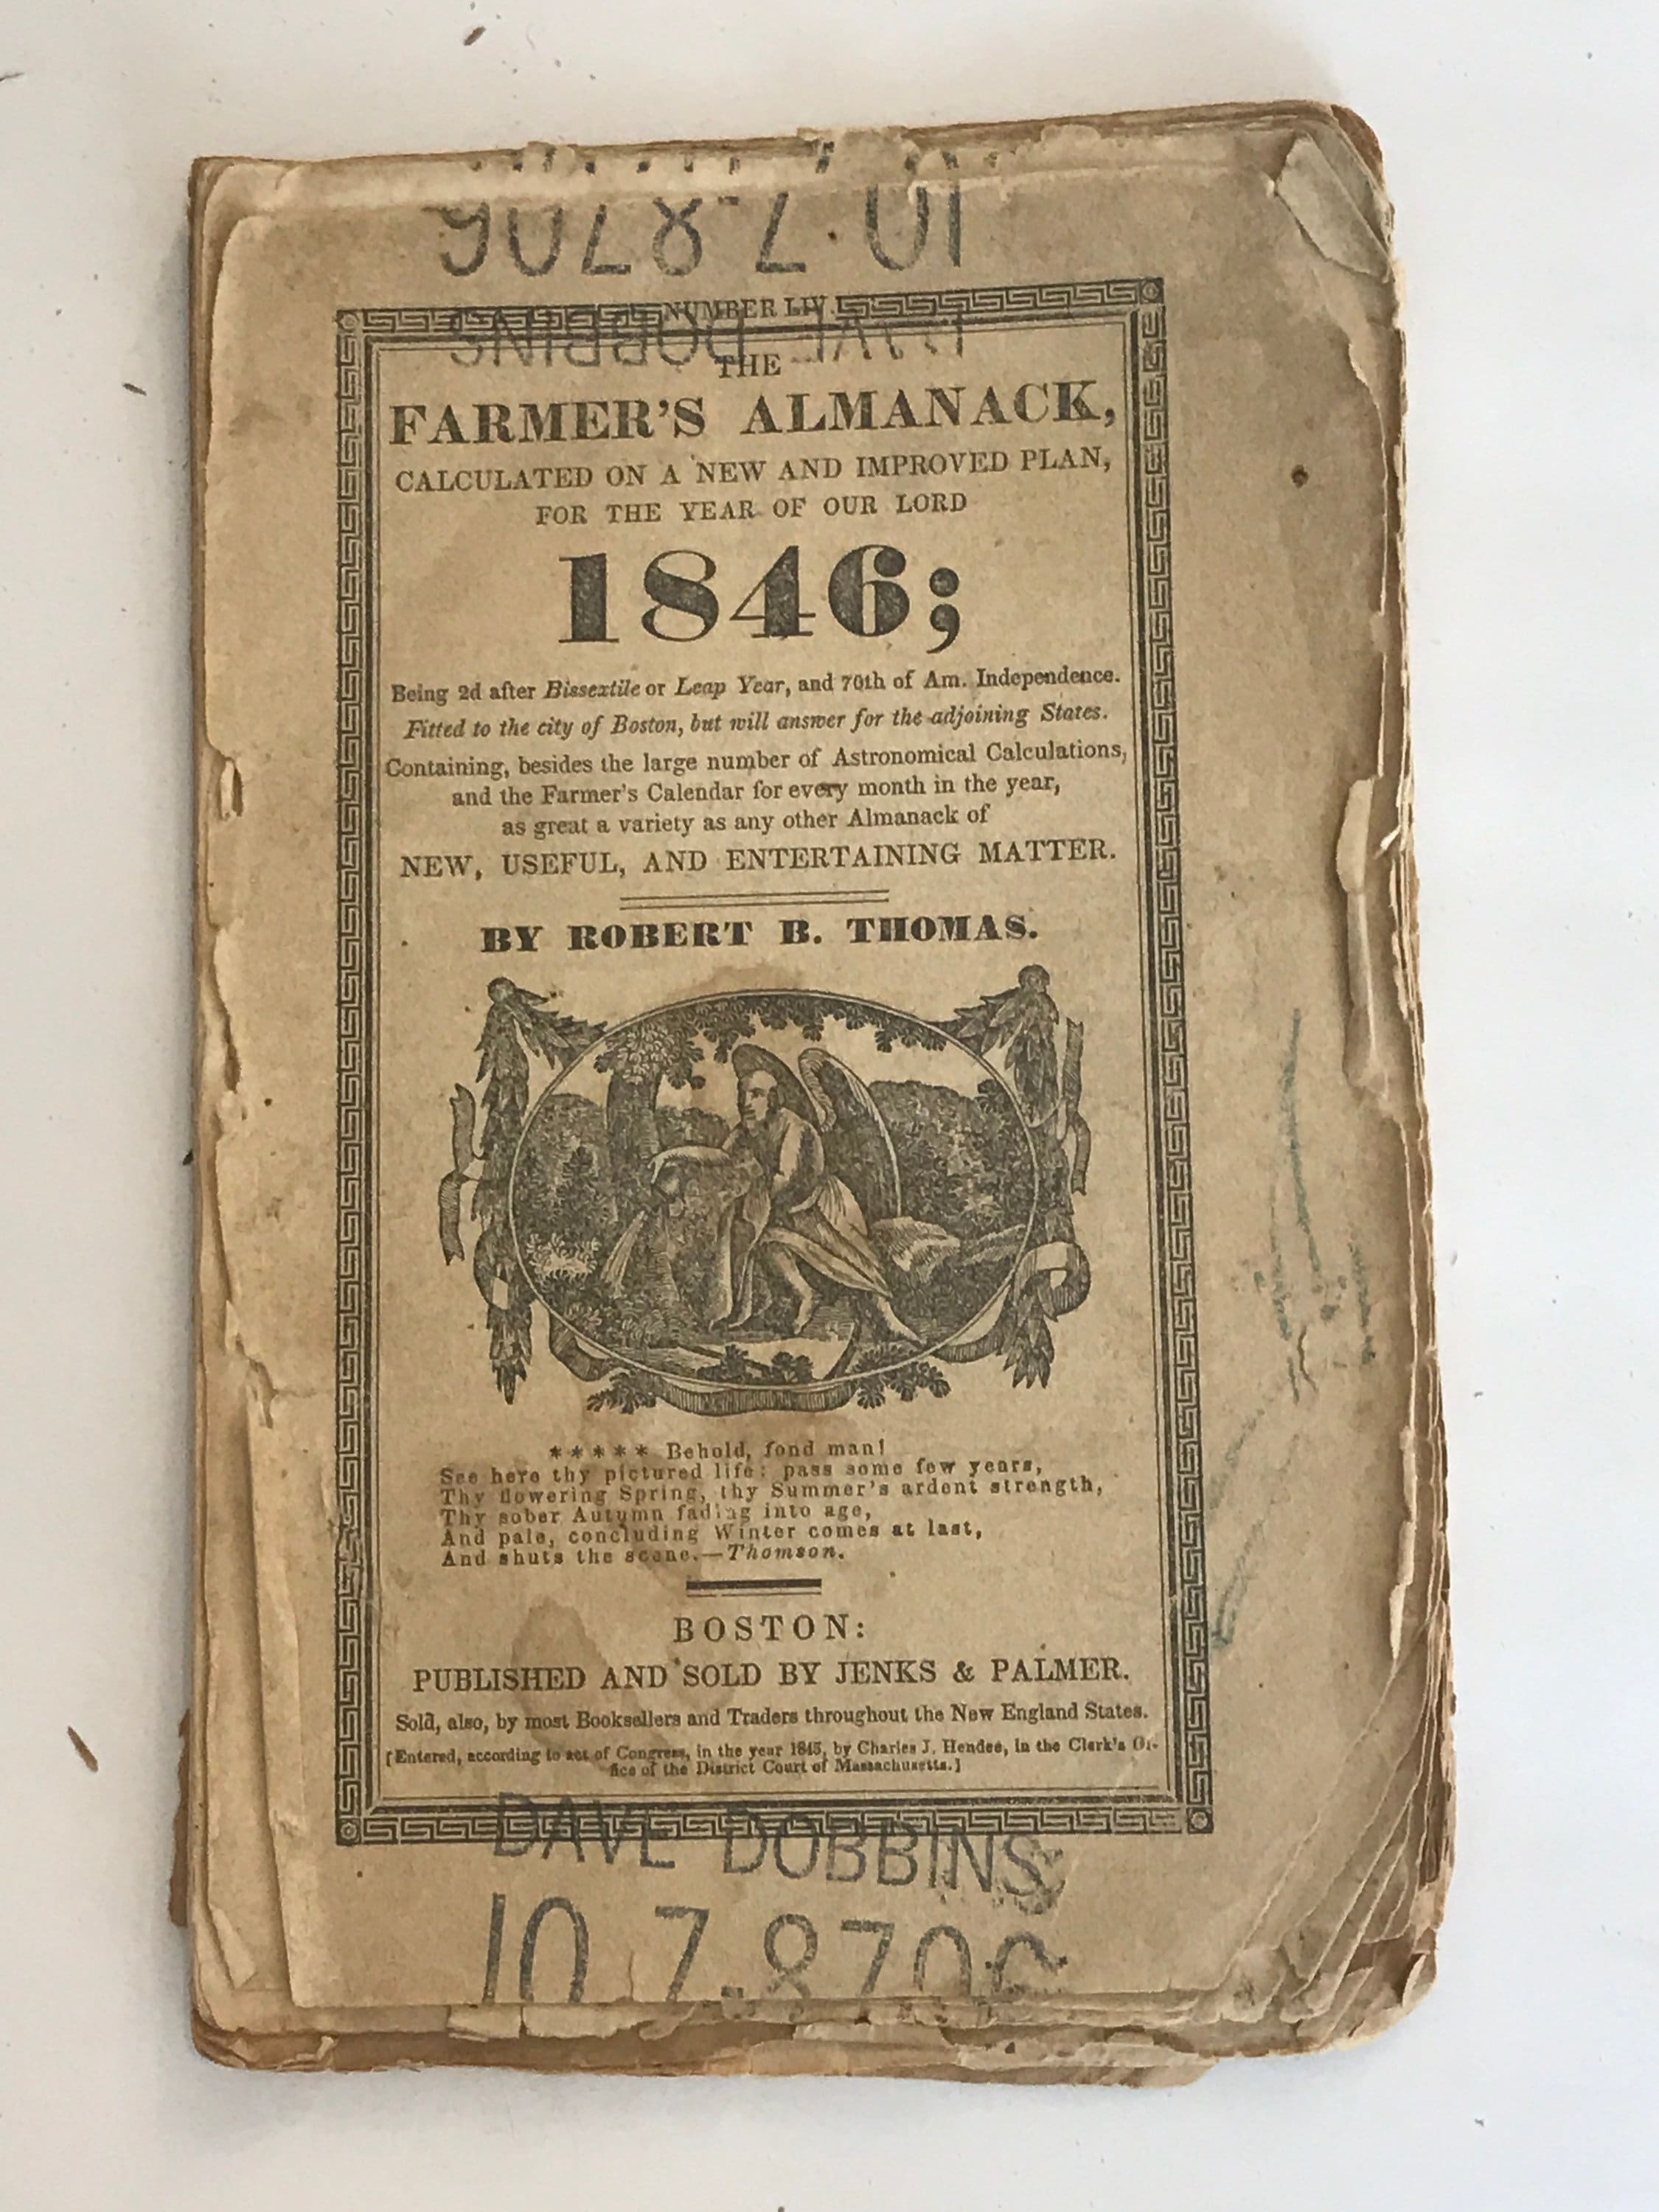 10.7-8706
NUMBER LIV.
DAVE DOBBINS
THE
FARMER'S ALMANACK,
CALCULATED ON A NEW AND IMPROVED PLAN,
FOR THE YEAR OF OUR LORD
1846;
Being 2d after Bissextile or Leap Year, and 70th of Am. Independence.
Fitted to the city of Boston, but will answer for the adjoining States.
Containing, besides the large number of Astronomical Calculations,
and the Farmer's Calendar for every month in the year,
as great a variety as any other Almanack of
NEW, USEFUL, AND ENTERTAINING MATTER.
BY ROBERT B. THOMAS.
* * * * * Behold, fond man!
See here thy pictured life: pass some few years,
Thy flowering Spring, thy Summer's ardent strength,
Thy sober Autumn fading into age,
And pale, concluding Winter comes at last,
And shuts the scene.—Thomson.
BOSTON:
PUBLISHED AND SOLD BY JENKS & PALMER.
Sold, also, by most Booksellers and Traders throughout the New England States.
[Entered, according to act of Congress, in the year 1845, by Charles J. Hendee, in the Clerk's Of-
fice of the District Court of Massachusetts.]
DAVE DOBBINS
10.7-8706